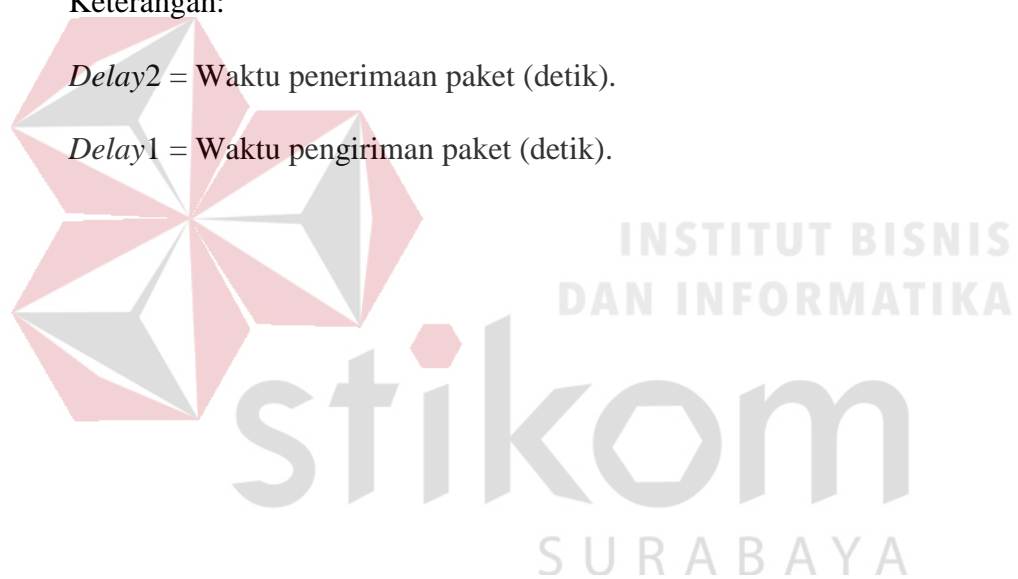 Keterangan:
Delay2 = Waktu penerimaan paket (detik).
Delay1 = Waktu pengiriman paket (detik).
INSTITUT BISNIS
DAN INFORMATIKA
stikom
SURABAYA